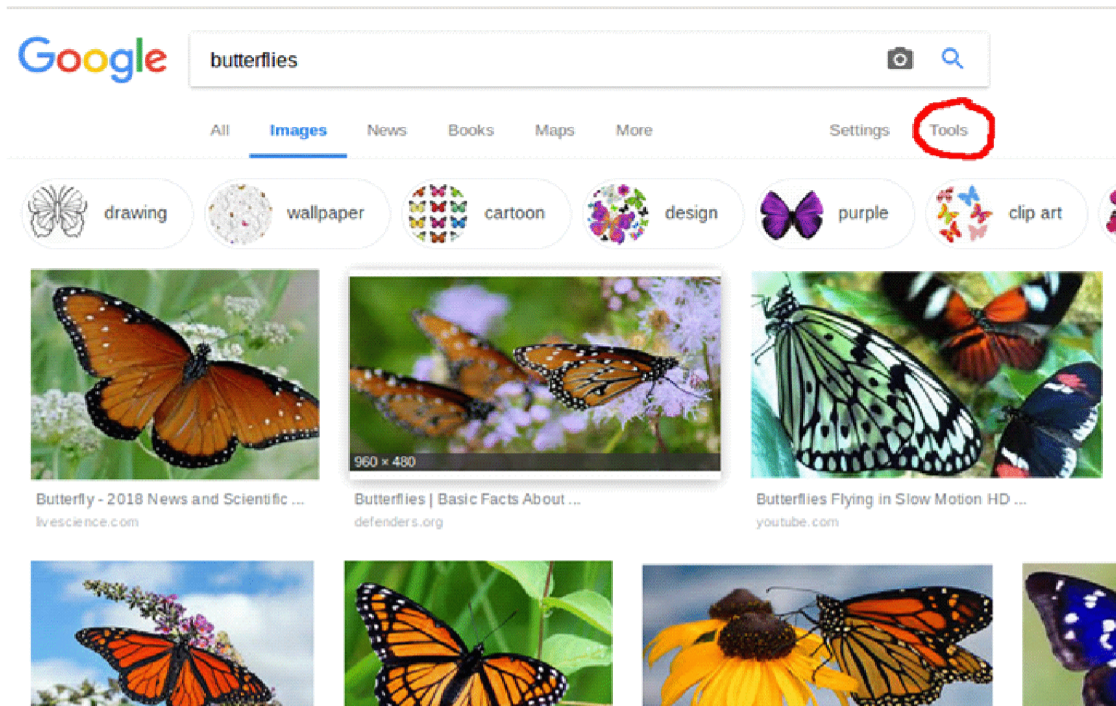 Google butterflies
All Images News Books Maps More Settings Tools
drawing wallpaper cartoon design purple clip art
960 × 480
Butterfly - 2018 News and Scientific ... Butterflies | Basic Facts About ... Butterflies Flying in Slow Motion HD ...
livescience.com defenders.org youtube.com